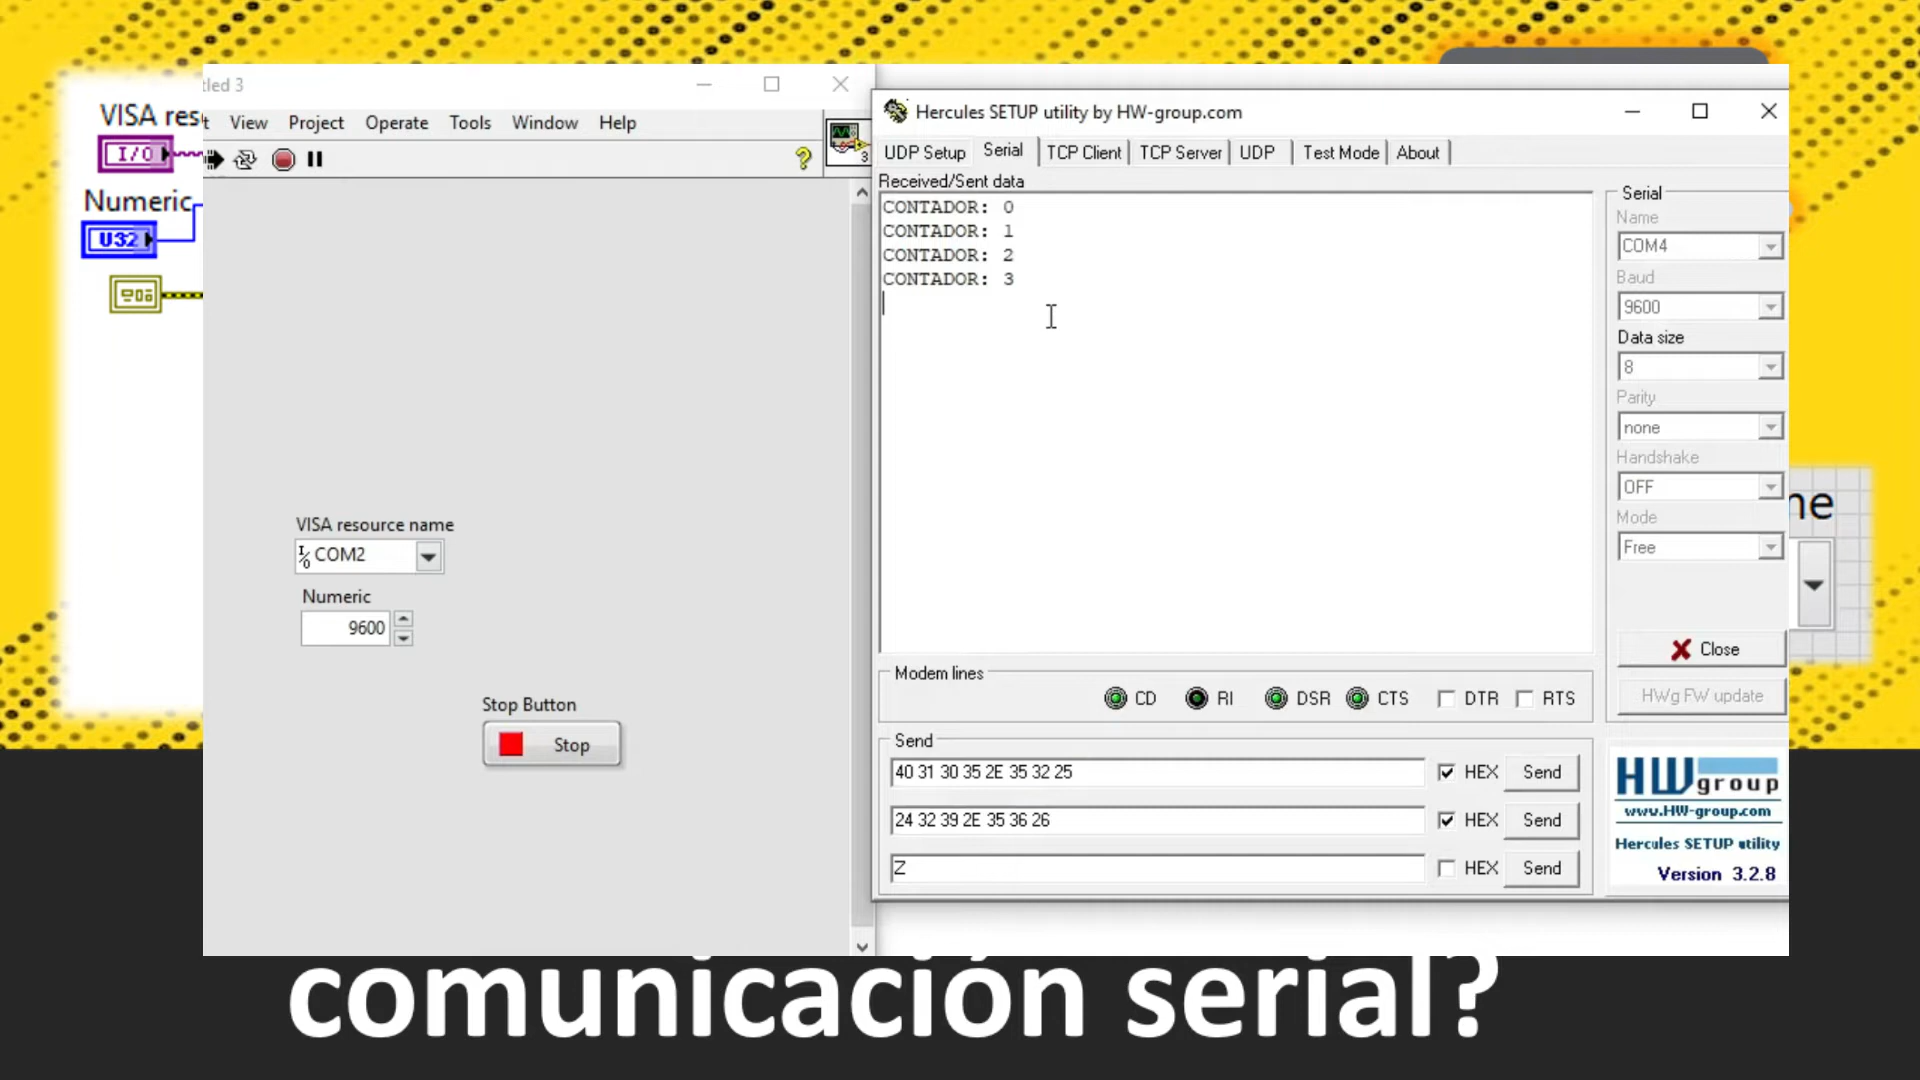 VISA res
I/O
Numeric
U32
tled 3
t View Project Operate Tools Window Help
3
VISA resource name
COM2
Numeric
9600
Stop Button
Stop
Hercules SETUP utility by HW-group.com
UDP Setup Serial TCP Client TCP Server UDP Test Mode About
Received/Sent data
CONTADOR: 0
CONTADOR: 1
CONTADOR: 2
CONTADOR: 3
Serial
Name
COM4
Baud
9600
Data size
8
Parity
none
Handshake
OFF
Mode
Free
Close
HWg FW update
Modem lines
CD RI DSR CTS DTR RTS
Send
40 31 30 35 2E 35 32 25 HEX Send
24 32 39 2E 35 36 26 HEX Send
Z HEX Send
HWgroup
www.HW-group.com
Hercules SETUP utility
Version 3.2.8
me
comunicación serial?